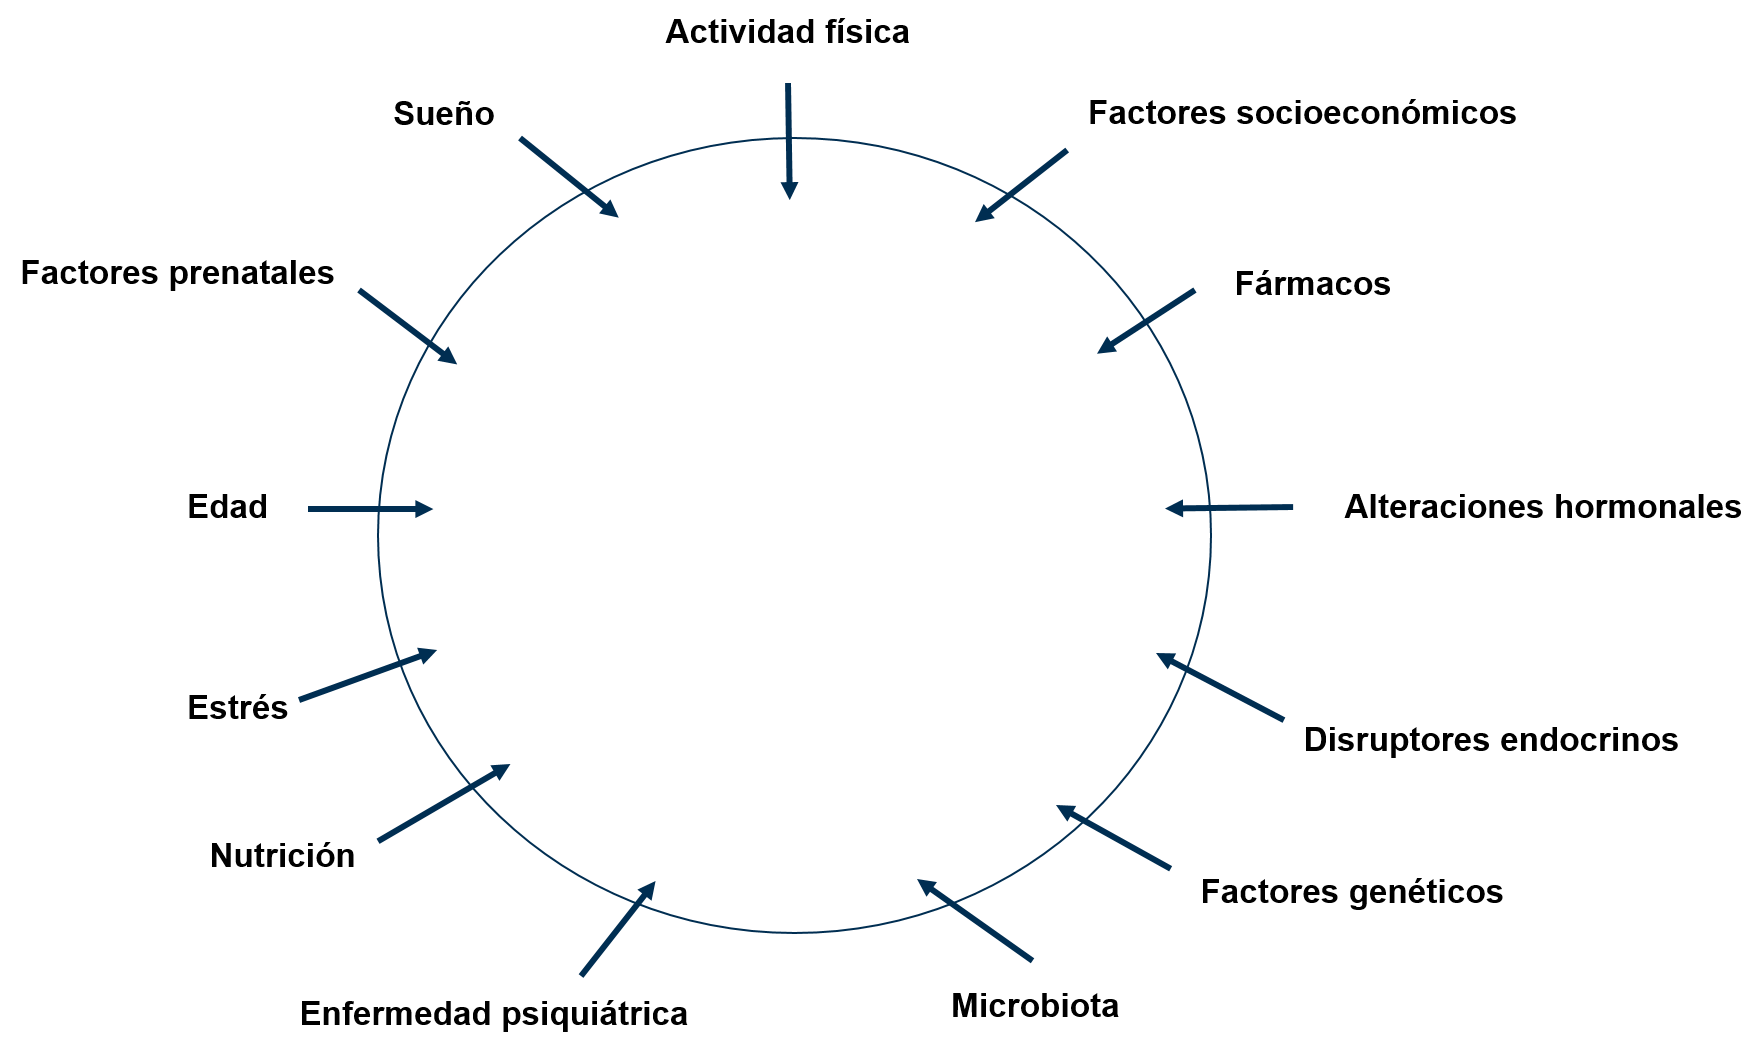 Actividad física
Sueño
Factores socioeconómicos
Factores prenatales
Fármacos
Edad
Alteraciones hormonales
Estrés
Disruptores endocrinos
Nutrición
Factores genéticos
Enfermedad psiquiátrica
Microbiota